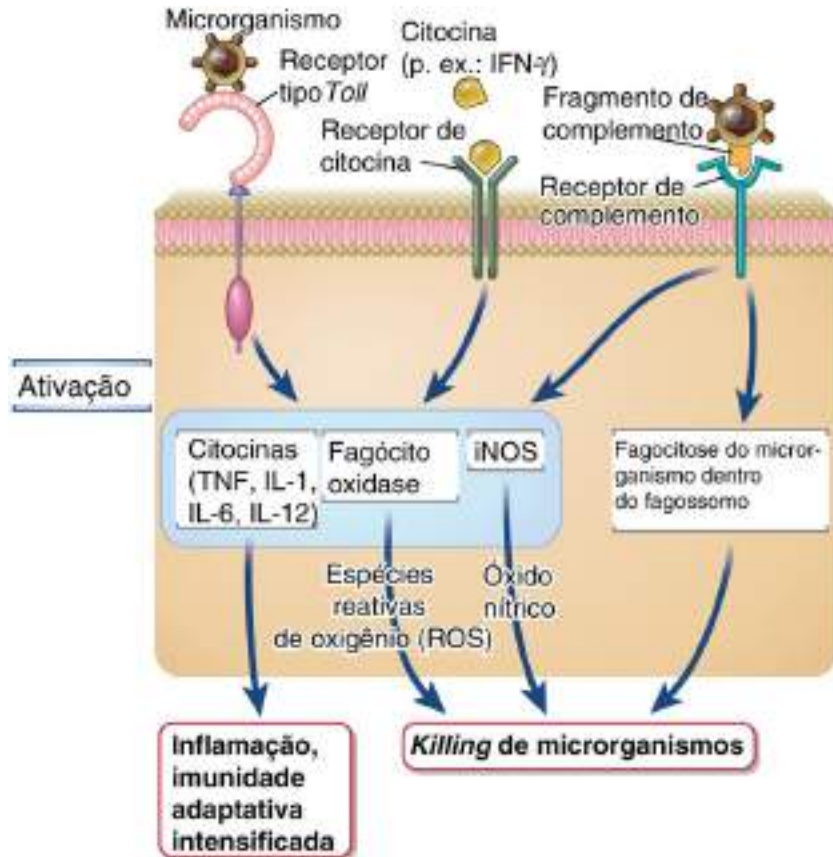 Microrganismo
Receptor
tipo Toll
Citocina
(p. ex.: IFN-γ)
Receptor de
citocina
Fragmento de
complemento
Receptor de
complemento
Ativação
Citocinas
(TNF, IL-1,
IL-6, IL-12)
Fagócito
oxidase
iNOS
Fagocitose do micror-
ganismo dentro
do fagossomo
Espécies
reativas
de oxigênio (ROS)
Óxido
nítrico
Inflamação,
imunidade
adaptativa
intensificada
Killing de microrganismos